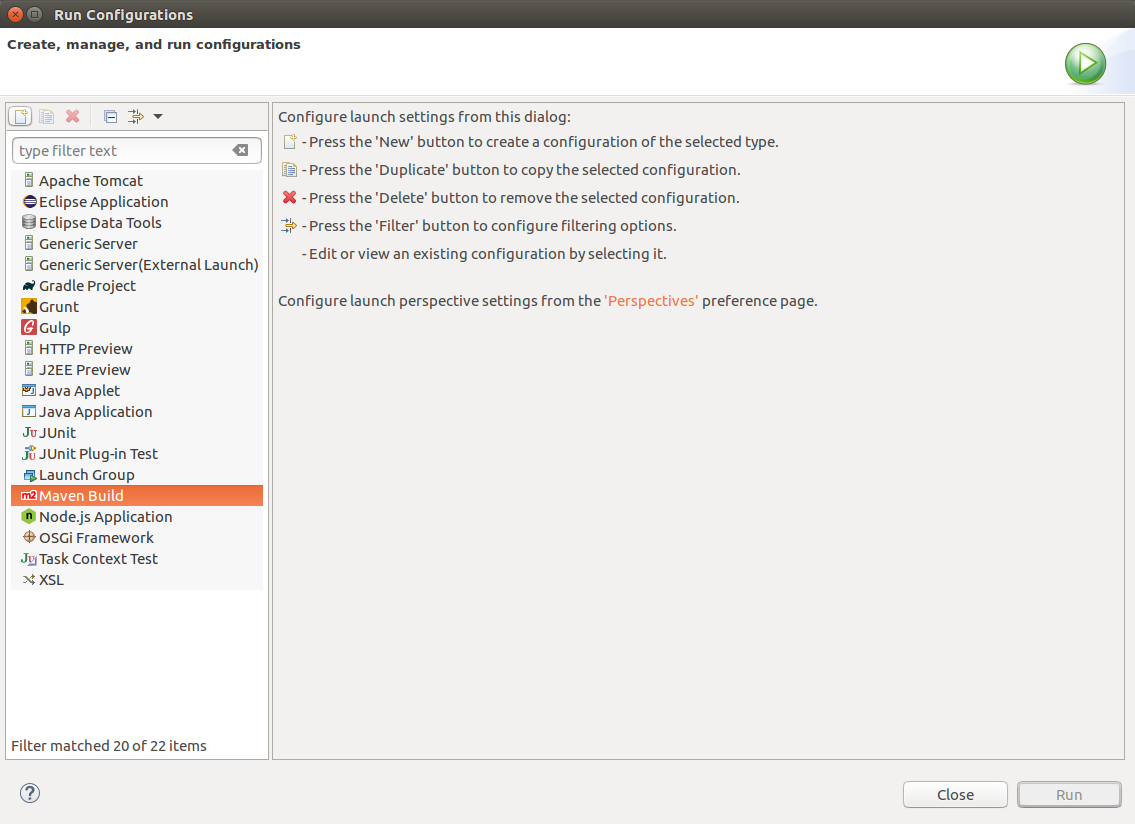 Run Configurations
Create, manage, and run configurations
type filter text
Apache Tomcat
Eclipse Application
Eclipse Data Tools
Generic Server
Generic Server(External Launch)
Gradle Project
Grunt
Gulp
HTTP Preview
J2EE Preview
Java Applet
Java Application
JUnit
JUnit Plug-in Test
Launch Group
m2 Maven Build
Node.js Application
OSGi Framework
Task Context Test
XSL
Filter matched 20 of 22 items
Configure launch settings from this dialog:
- Press the 'New' button to create a configuration of the selected type.
- Press the 'Duplicate' button to copy the selected configuration.
- Press the 'Delete' button to remove the selected configuration.
- Press the 'Filter' button to configure filtering options.
- Edit or view an existing configuration by selecting it.
Configure launch perspective settings from the 'Perspectives' preference page.
Close
Run